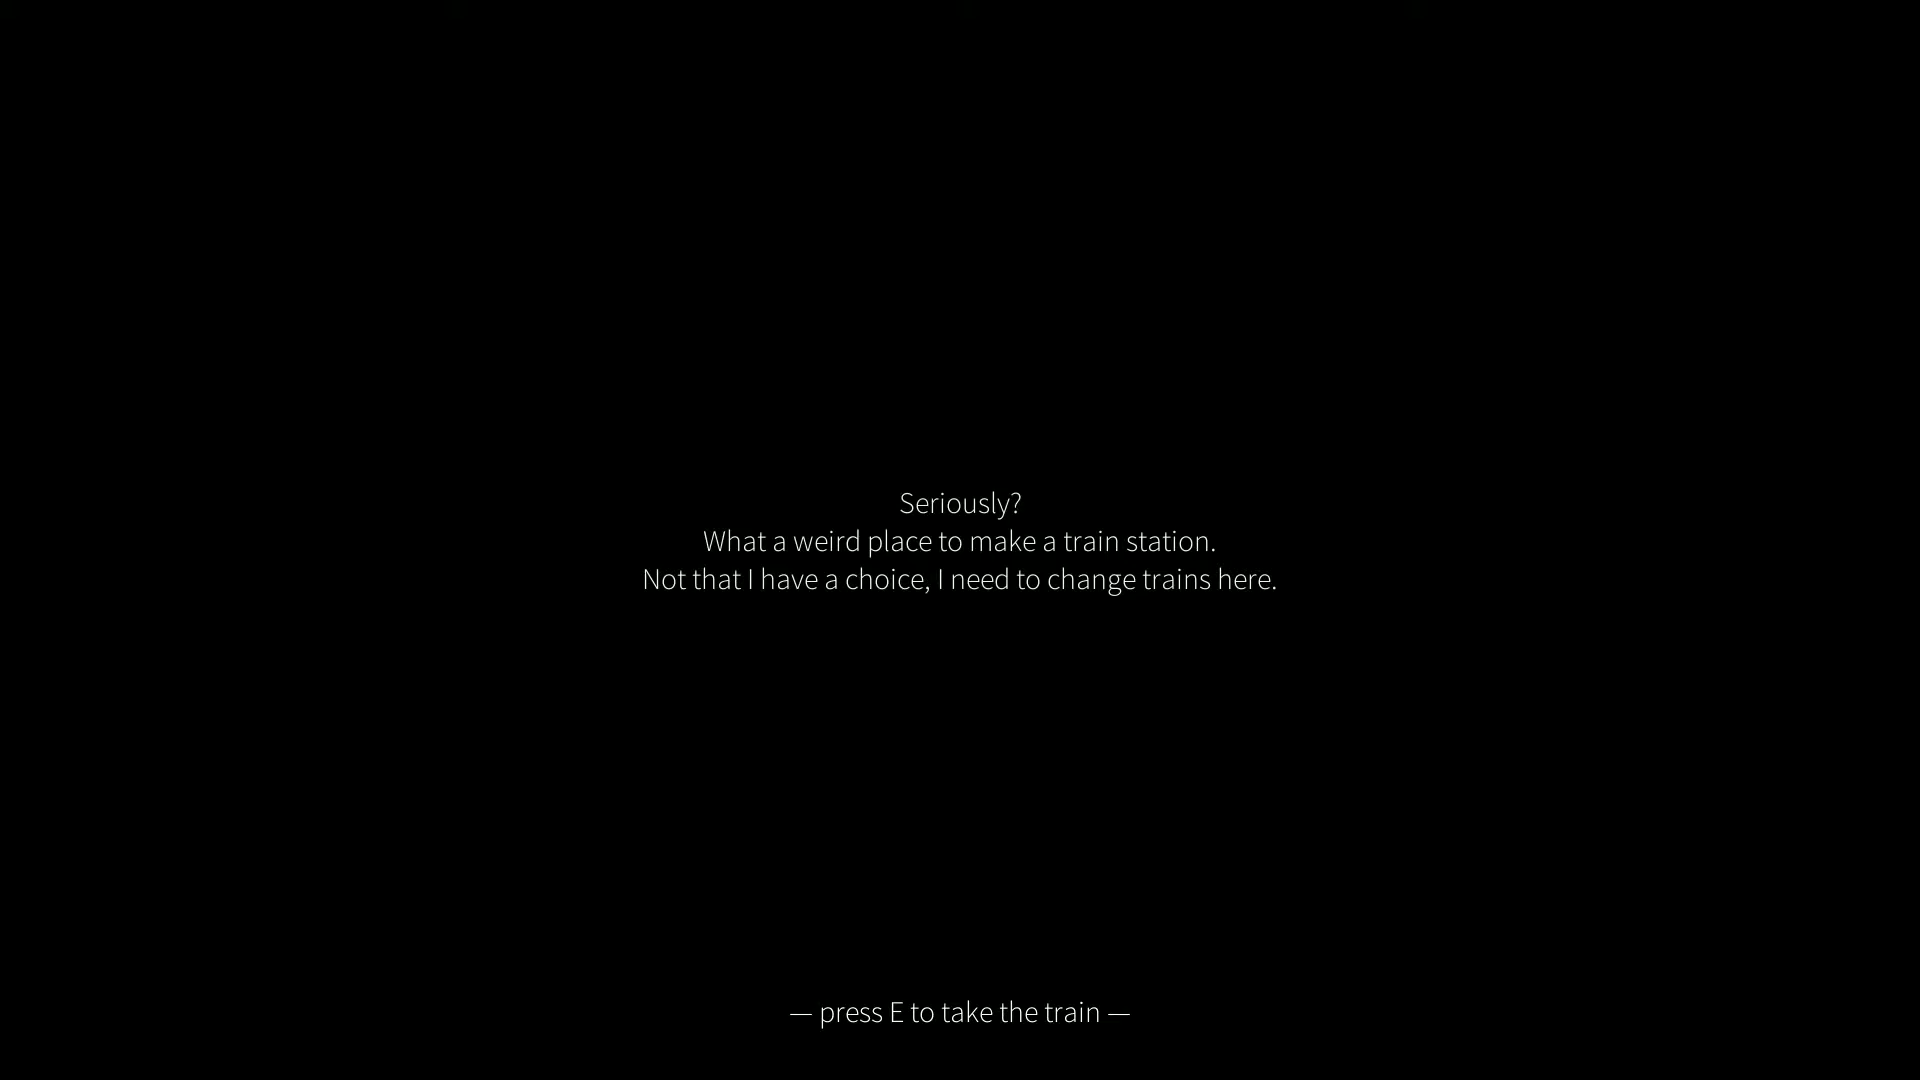 Seriously?
What a weird place to make a train station.
Not that I have a choice, I need to change trains here.
— press E to take the train —